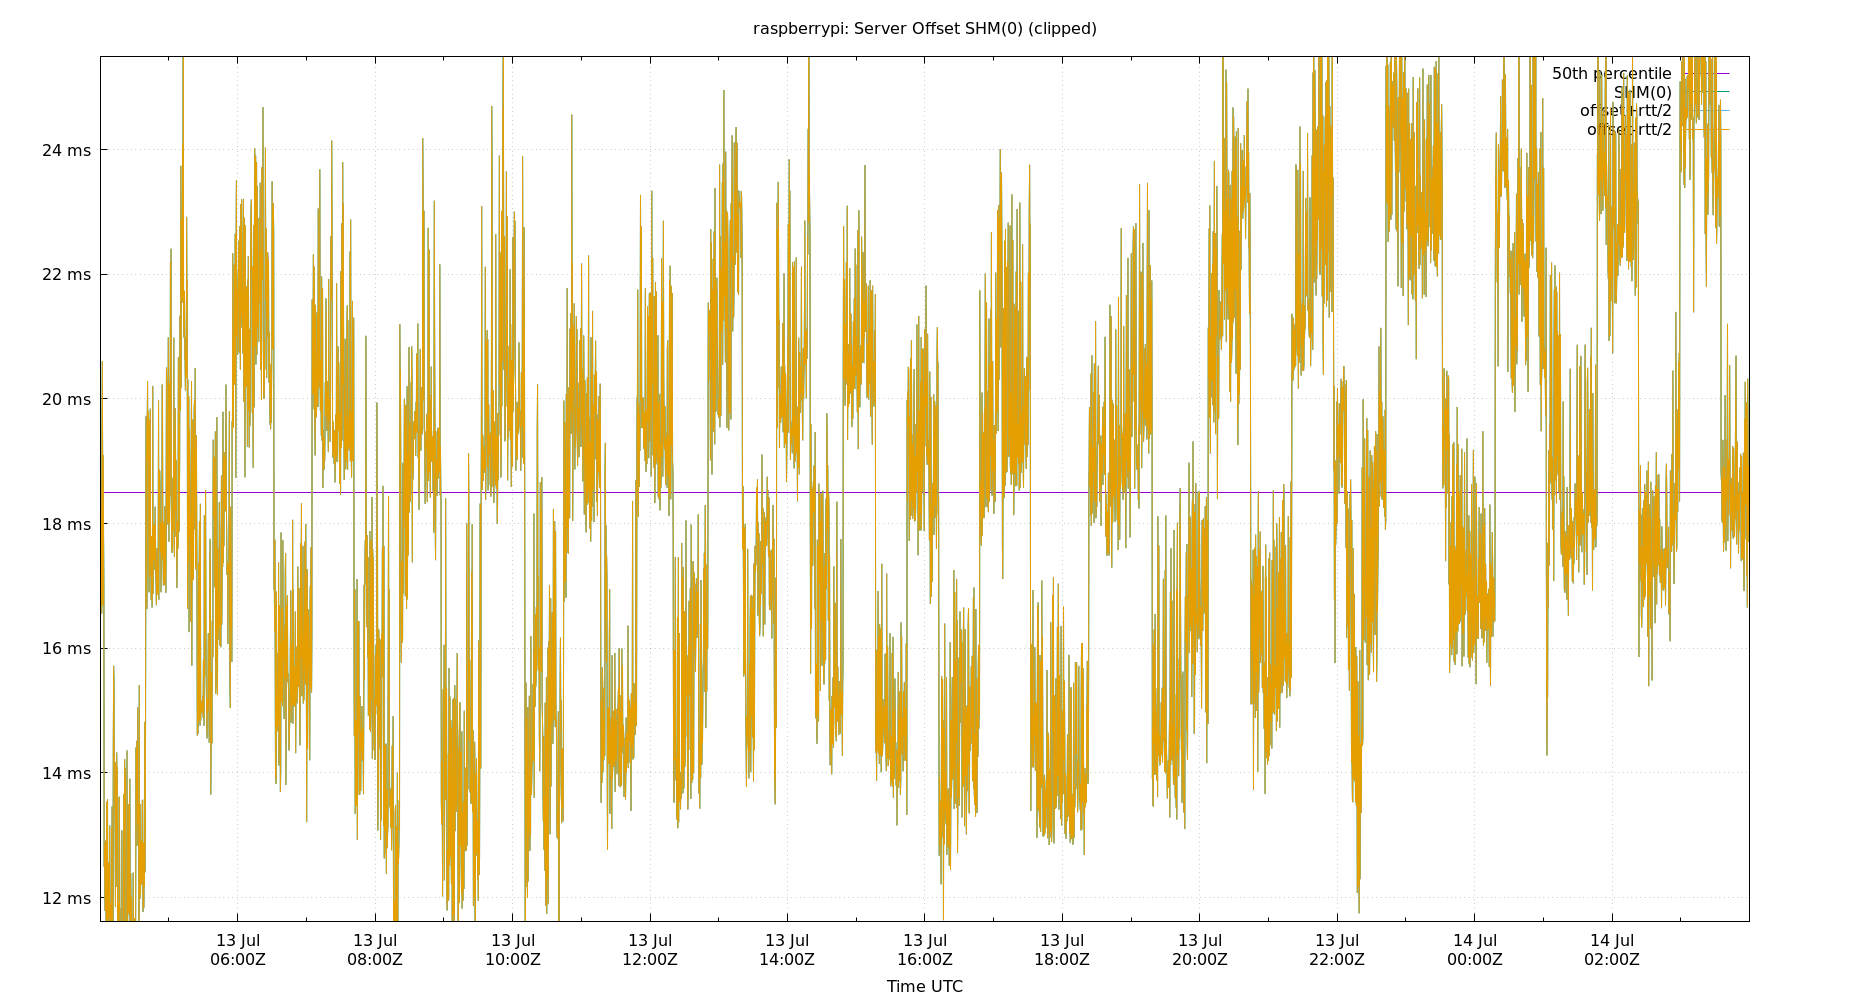 raspberrypi: Server Offset SHM(0) (clipped)
50th percentile
SHM(0)
offset+rtt/2
offset-rtt/2
24 ms
22 ms
20 ms
18 ms
16 ms
14 ms
12 ms
13 Jul 13 Jul 13 Jul 13 Jul 13 Jul 13 Jul 13 Jul 13 Jul 13 Jul 14 Jul 14 Jul
06:00Z 08:00Z 10:00Z 12:00Z 14:00Z 16:00Z 18:00Z 20:00Z 22:00Z 00:00Z 02:00Z
Time UTC